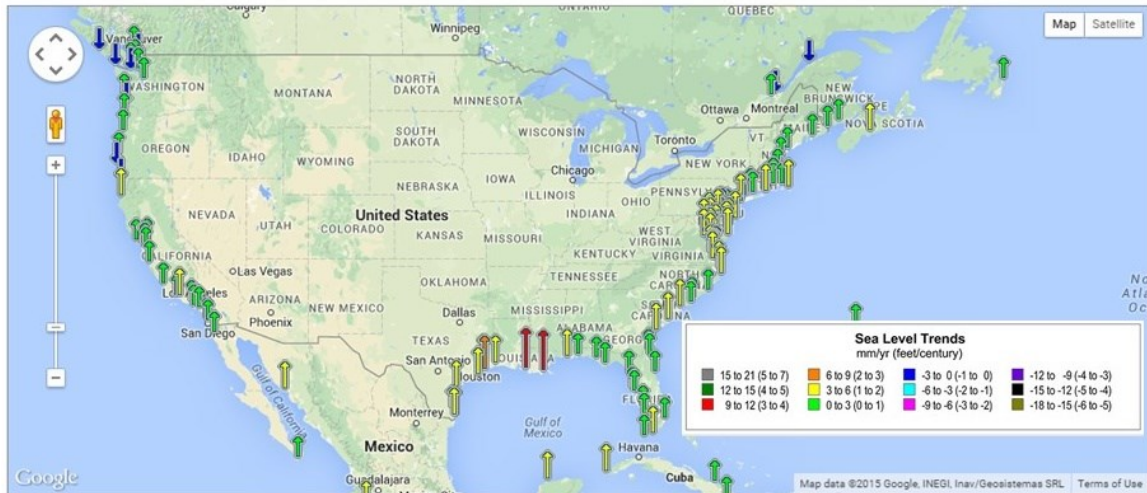 Calgary
Vancouver
Winnipeg
ONTARIO
QUEBEC
Map
Satellite
WASHINGTON
MONTANA
NORTH
DAKOTA
MINNESOTA
Ottawa
Montreal
NEW
BRUNSWICK
PE
NOVA SCOTIA
MAINE
VT
OREGON
IDAHO
WYOMING
SOUTH
DAKOTA
WISCONSIN
MICHIGAN
Toronto
NEW YORK
Chicago
NEBRASKA
IOWA
ILLINOIS
INDIANA
OHIO
PENNSYL
NEVADA
UTAH
COLORADO
United States
KANSAS
MISSOURI
WEST
VIRGINIA
KENTUCKY
VIRGINIA
CALIFORNIA
Las Vegas
Los Angeles
ARIZONA
Phoenix
NEW MEXICO
OKLAHOMA
TENNESSEE
NORTH
CAROLINA
San Diego
Dallas
MISSISSIPPI
ALABAMA
SOUTH
CAROLINA
GEORGIA
TEXAS
San Antonio
Houston
LOUISIANA
FLORIDA
Gulf of California
Monterrey
Gulf of
Mexico
Mexico
Havana
Cuba
Guadalajara
No
Atla
Oc
Sea Level Trends
mm/yr (feet/century)
15 to 21 (5 to 7) 6 to 9 (2 to 3) -3 to 0 (-1 to 0) -12 to -9 (-4 to -3)
12 to 15 (4 to 5) 3 to 6 (1 to 2) -6 to -3 (-2 to -1) -15 to -12 (-5 to -4)
9 to 12 (3 to 4) 0 to 3 (0 to 1) -9 to -6 (-3 to -2) -18 to -15 (-6 to -5)
Google
Map data ©2015 Google, INEGI, Inav/Geosistemas SRL
Terms of Use